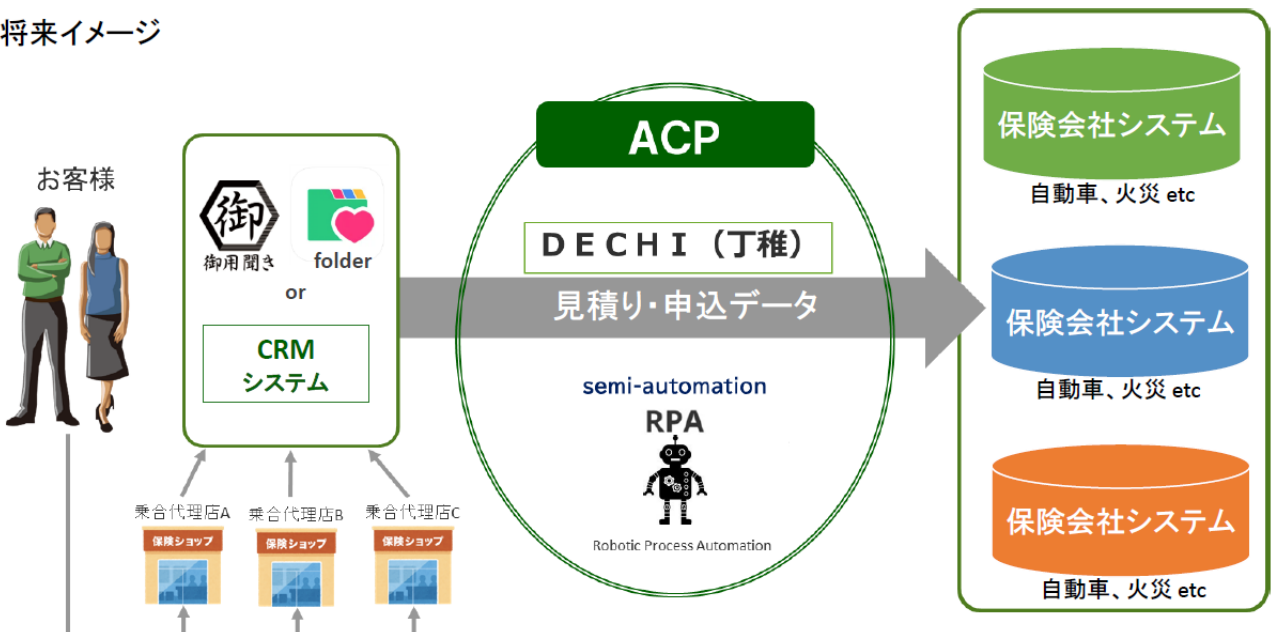 将来イメージ
お客様
御
御用聞き
folder
or
CRM
システム
乗合代理店A
保険ショップ
乗合代理店B
保険ショップ
乗合代理店C
保険ショップ
ACP
ＤＥＣＨＩ（丁稚）
見積り・申込データ
semi-automation
RPA
Robotic Process Automation
保険会社システム
自動車、火災 etc
保険会社システム
自動車、火災 etc
保険会社システム
自動車、火災 etc